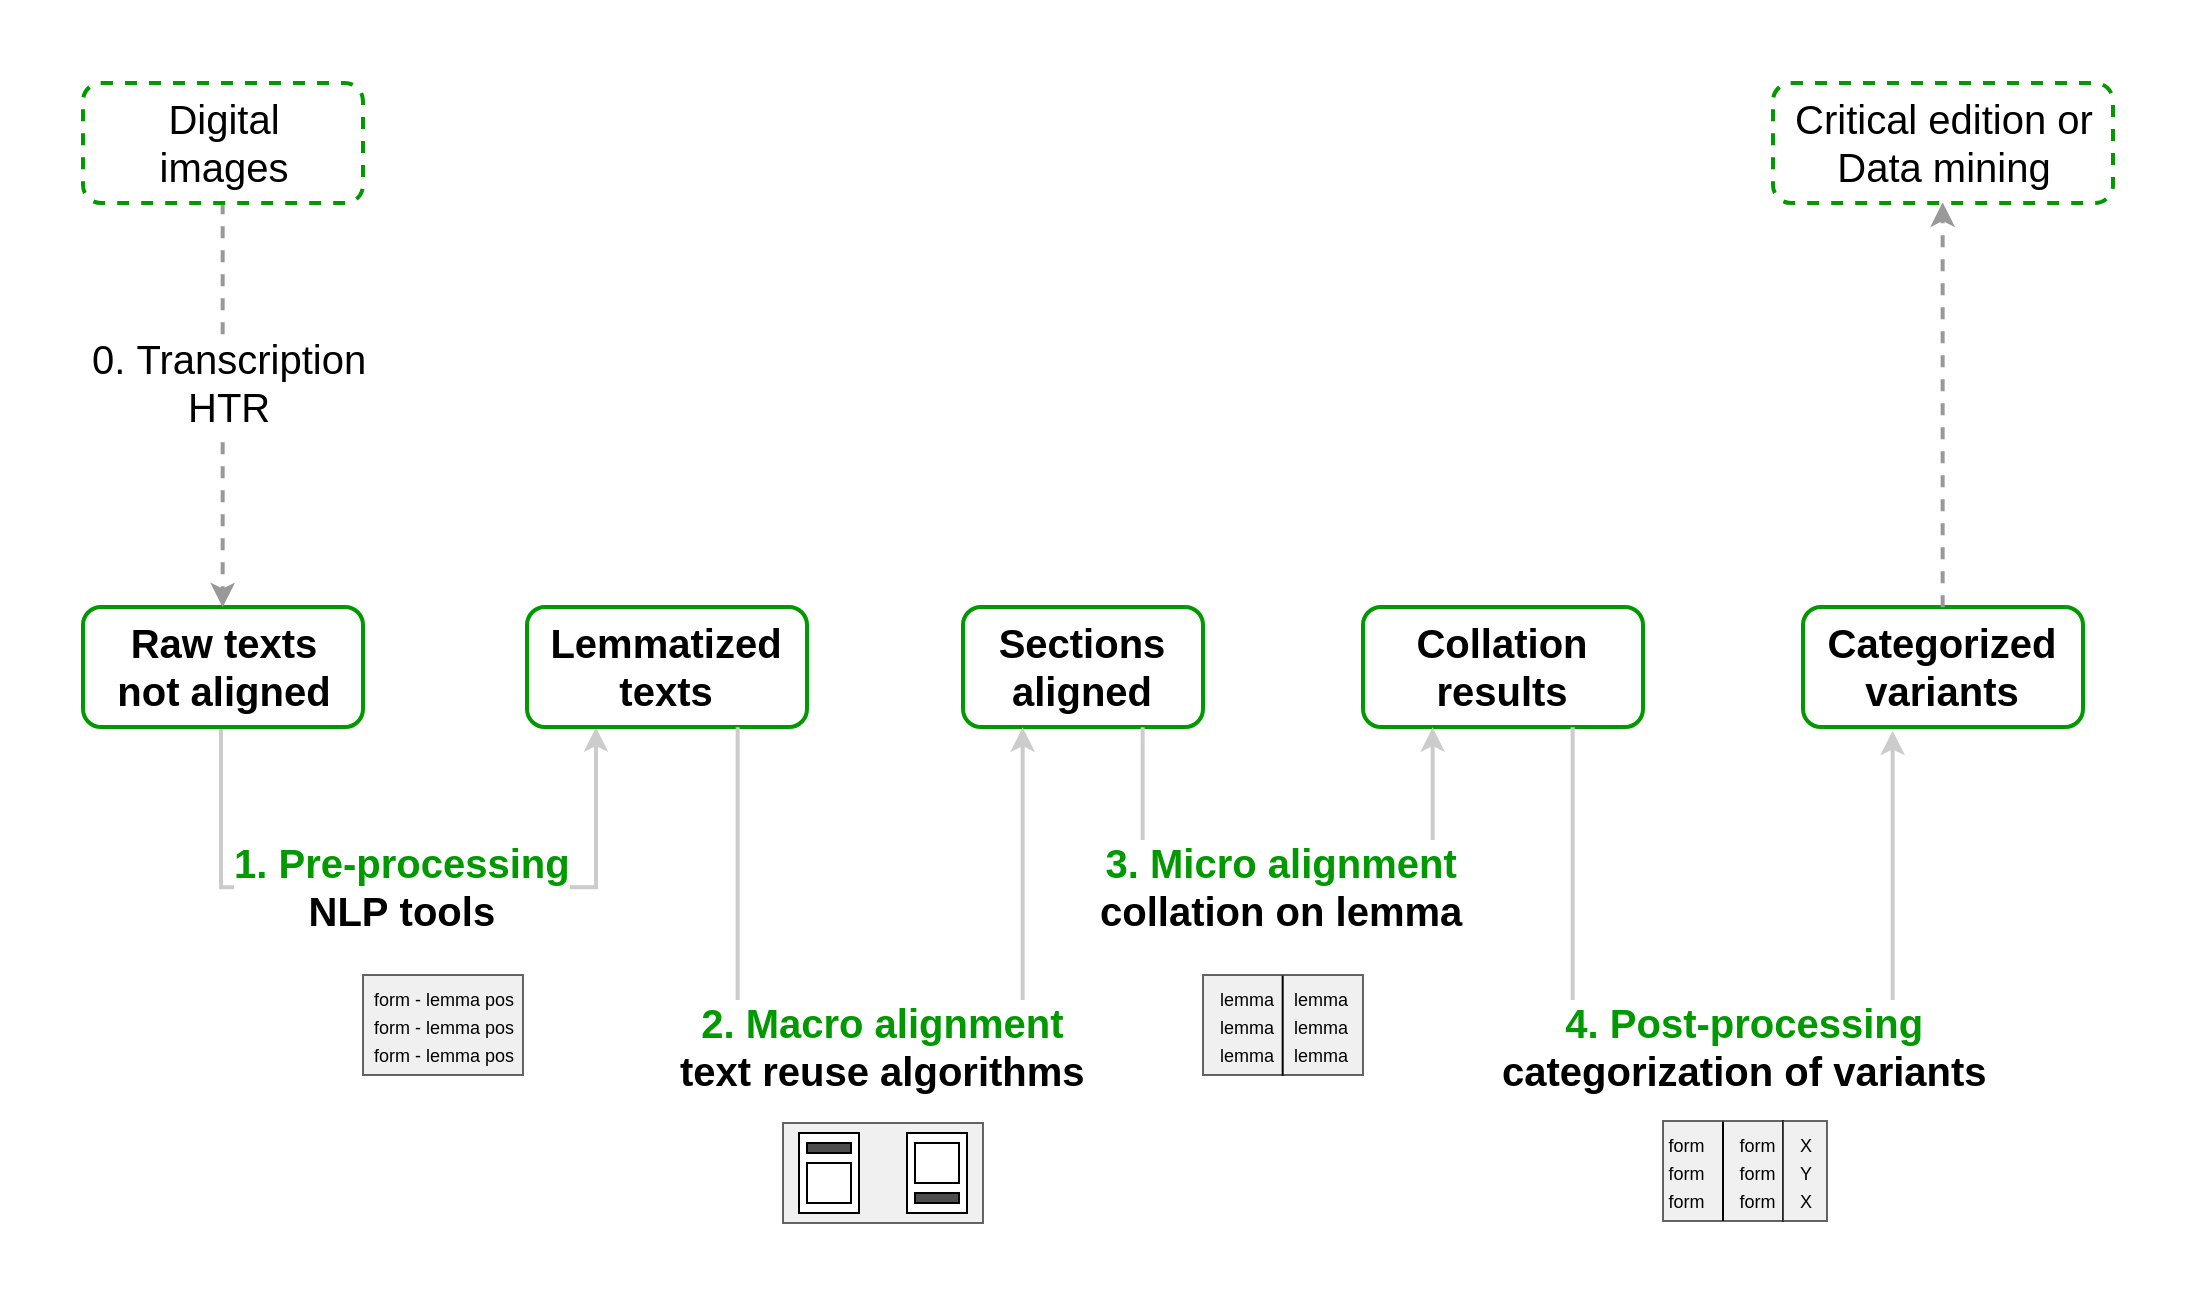 Digital
images
Critical edition or
Data mining
0. Transcription
HTR
Raw texts
not aligned
Lemmatized
texts
Sections
aligned
Collation
results
Categorized
variants
1. Pre-processing
NLP tools
3. Micro alignment
collation on lemma
form - lemma pos
form - lemma pos
form - lemma pos
2. Macro alignment
text reuse algorithms
lemma lemma
lemma lemma
lemma lemma
4. Post-processing
categorization of variants
form form X
form form Y
form form X